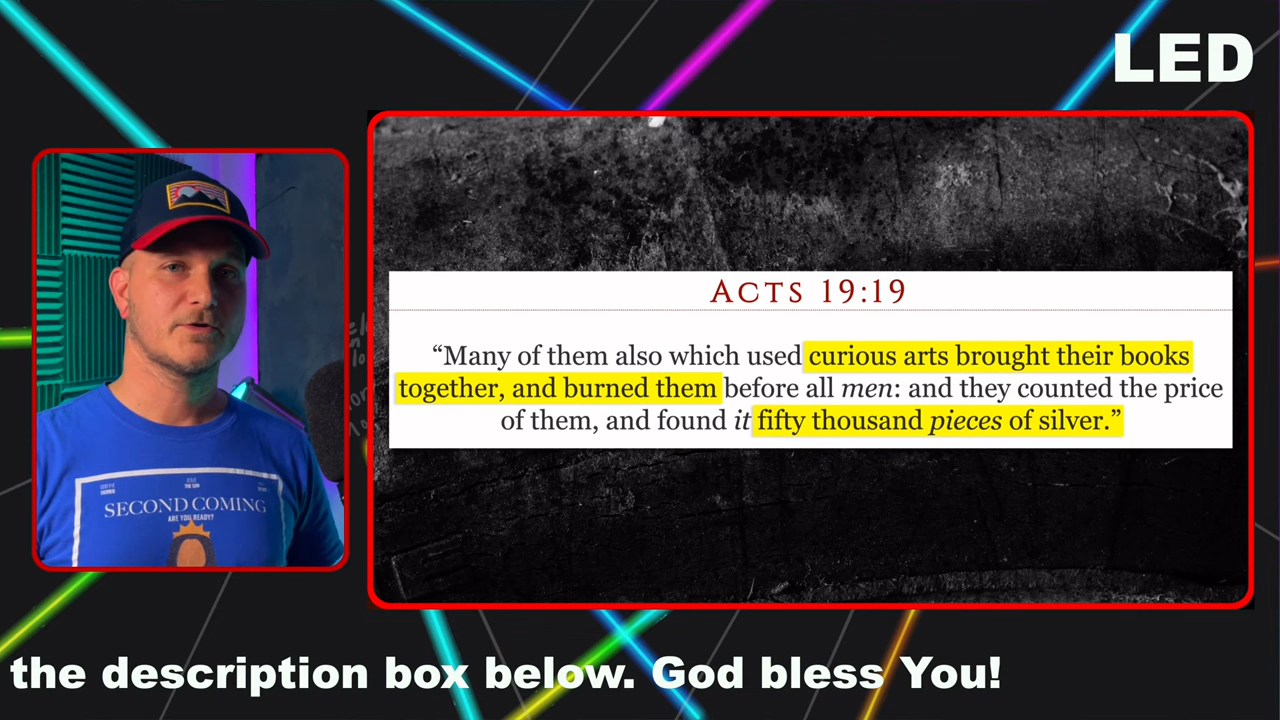 LED
ACTS 19:19
“Many of them also which used curious arts brought their books
together, and burned them before all men: and they counted the price
of them, and found it fifty thousand pieces of silver.”
SECOND COMING
ARE YOU READY?
the description box below. God bless You!